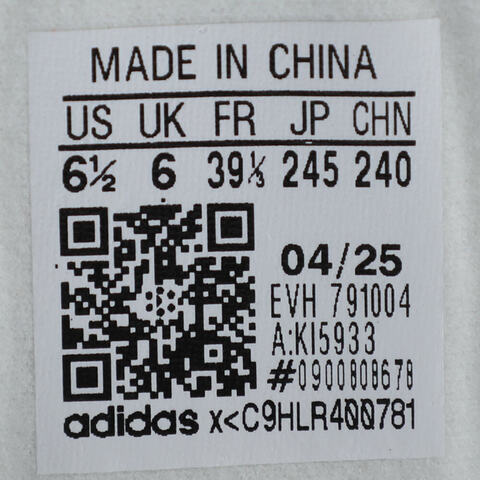 MADE IN CHINA
US UK FR JP CHN
6½ 6 39⅓ 245 240
04/25
EVH 791004
A:KI5933
#0900808678
adidas x<C9HLR400781